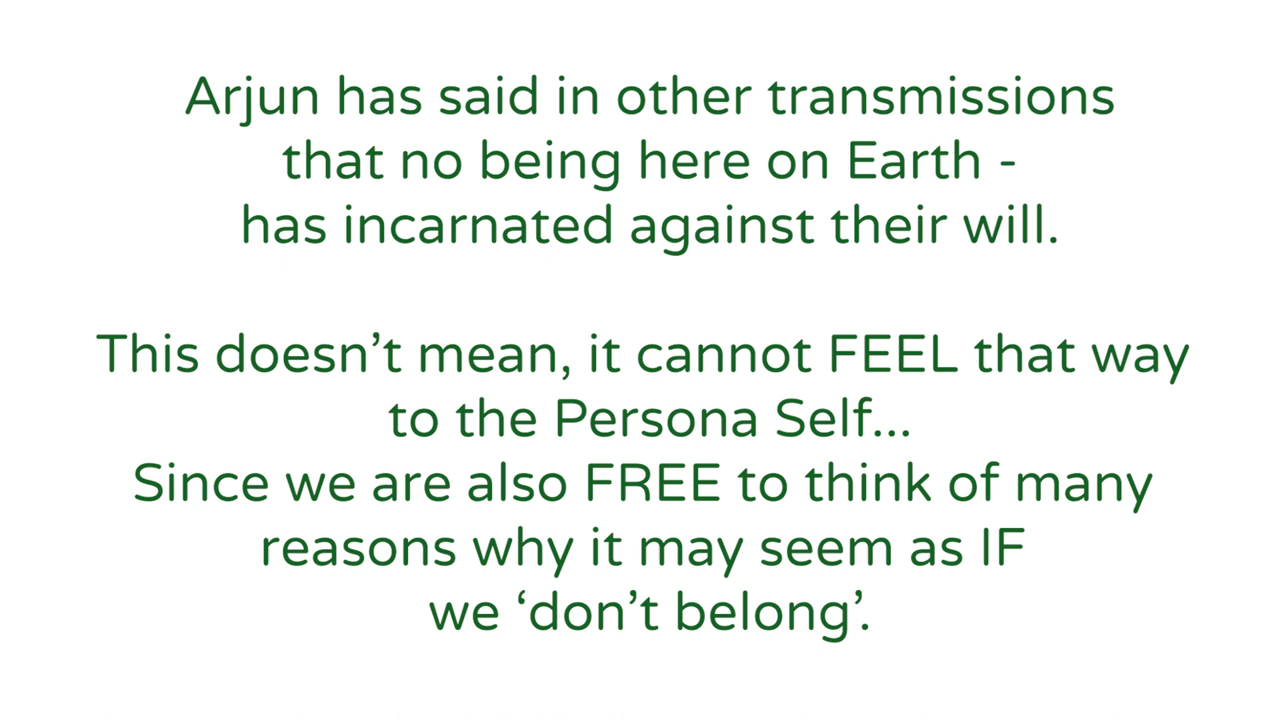 Arjun has said in other transmissions
that no being here on Earth -
has incarnated against their will.
This doesn’t mean, it cannot FEEL that way
to the Persona Self...
Since we are also FREE to think of many
reasons why it may seem as IF
we ‘don’t belong’.